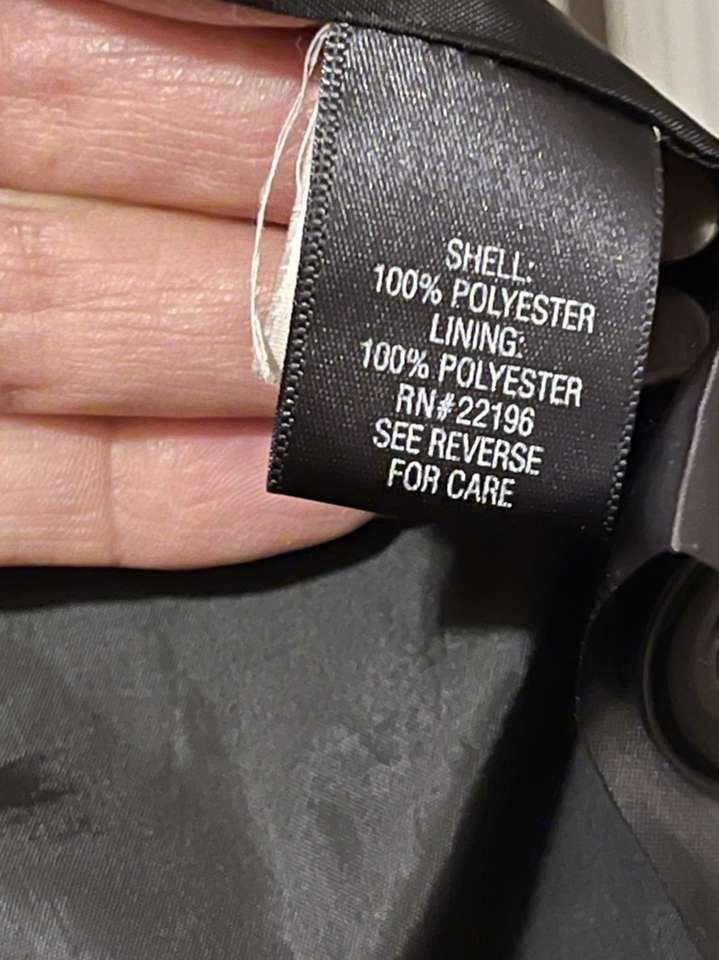 SHELL:
100% POLYESTER
LINING:
100% POLYESTER
RN#22196
SEE REVERSE
FOR CARE